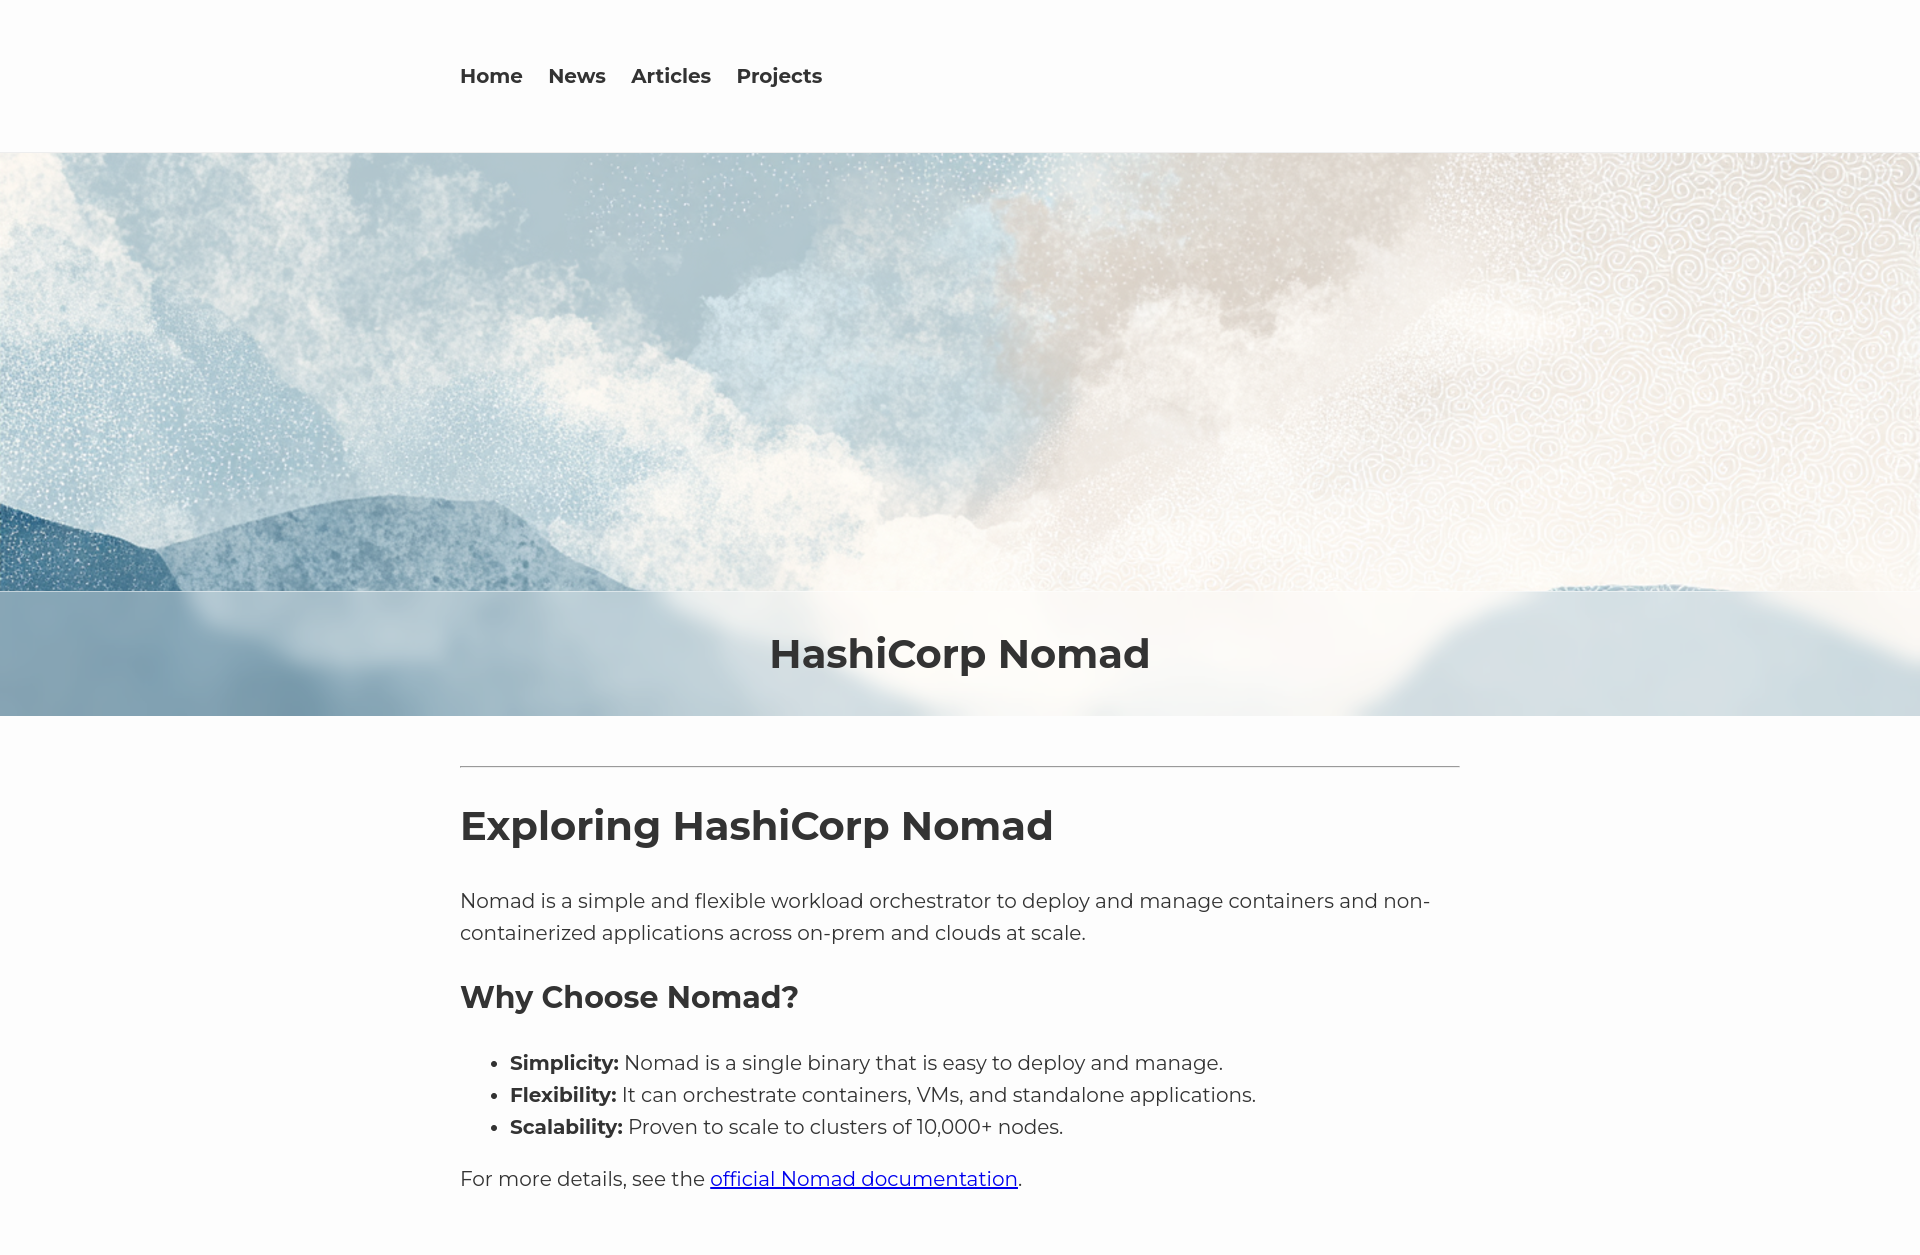 Home News Articles Projects
HashiCorp Nomad
Exploring HashiCorp Nomad
Nomad is a simple and flexible workload orchestrator to deploy and manage containers and non-
containerized applications across on-prem and clouds at scale.
Why Choose Nomad?
• Simplicity: Nomad is a single binary that is easy to deploy and manage.
• Flexibility: It can orchestrate containers, VMs, and standalone applications.
• Scalability: Proven to scale to clusters of 10,000+ nodes.
For more details, see the official Nomad documentation.